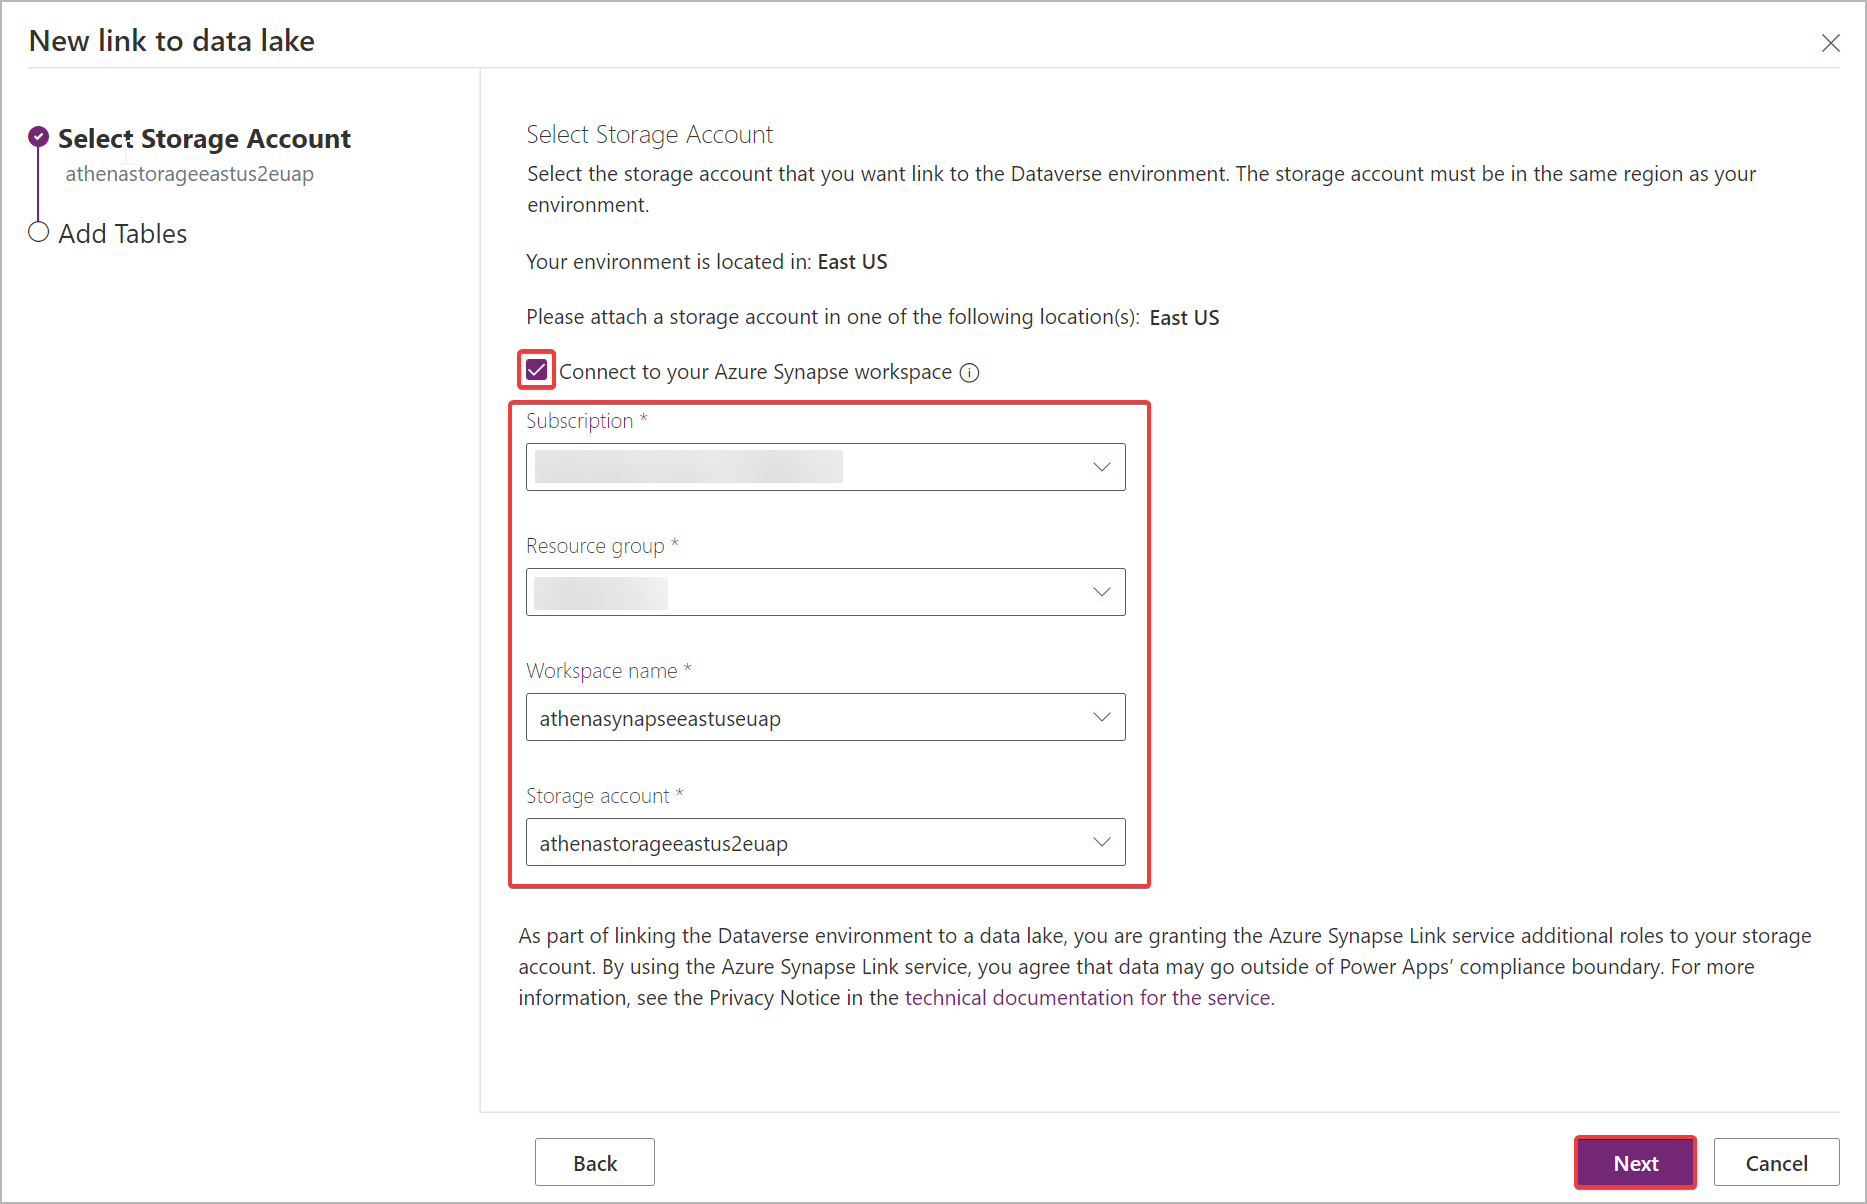 New link to data lake
Select Storage Account
athenastorageeastus2euap
Add Tables
Select Storage Account
Select the storage account that you want link to the Dataverse environment. The storage account must be in the same region as your
environment.
Your environment is located in: East US
Please attach a storage account in one of the following location(s): East US
Connect to your Azure Synapse workspace
Subscription *
Resource group *
Workspace name *
athenasynapseeastuseuap
Storage account *
athenastorageeastus2euap
As part of linking the Dataverse environment to a data lake, you are granting the Azure Synapse Link service additional roles to your storage
account. By using the Azure Synapse Link service, you agree that data may go outside of Power Apps’ compliance boundary. For more
information, see the Privacy Notice in the technical documentation for the service.
Back
Next
Cancel